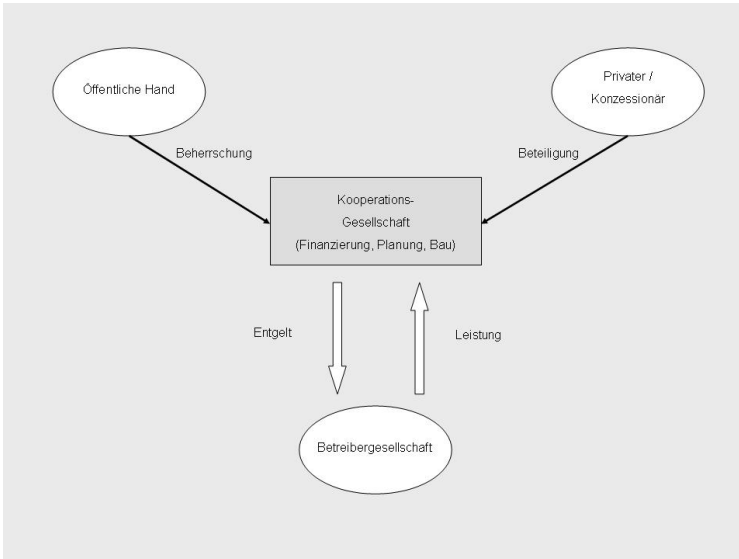 Öffentliche Hand
Privater /
Konzessionär
Beherrschung
Beteiligung
Kooperations-
Gesellschaft
(Finanzierung, Planung, Bau)
Entgelt
Leistung
Betreibergesellschaft